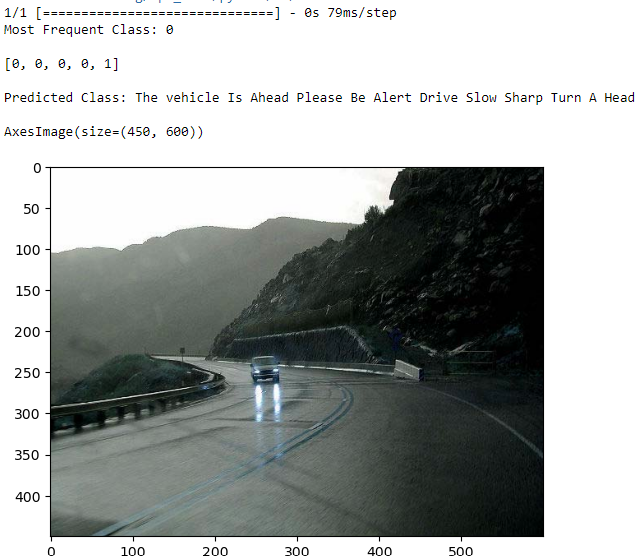 1/1 [==============================] - 0s 79ms/step
Most Frequent Class: 0
[0, 0, 0, 0, 1]
Predicted Class: The vehicle Is Ahead Please Be Alert Drive Slow Sharp Turn A Head
AxesImage(size=(450, 600))
0
50
100
150
200
250
300
350
400
0 100 200 300 400 500